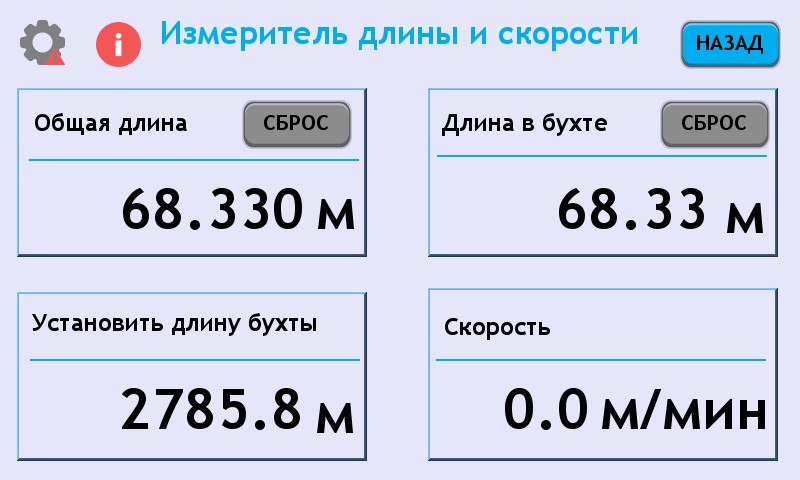 Измеритель длины и скорости
НАЗАД
Общая длина
СБРОС
68.330 м
Длина в бухте
СБРОС
68.33 м
Установить длину бухты
2785.8 м
Скорость
0.0 м/мин